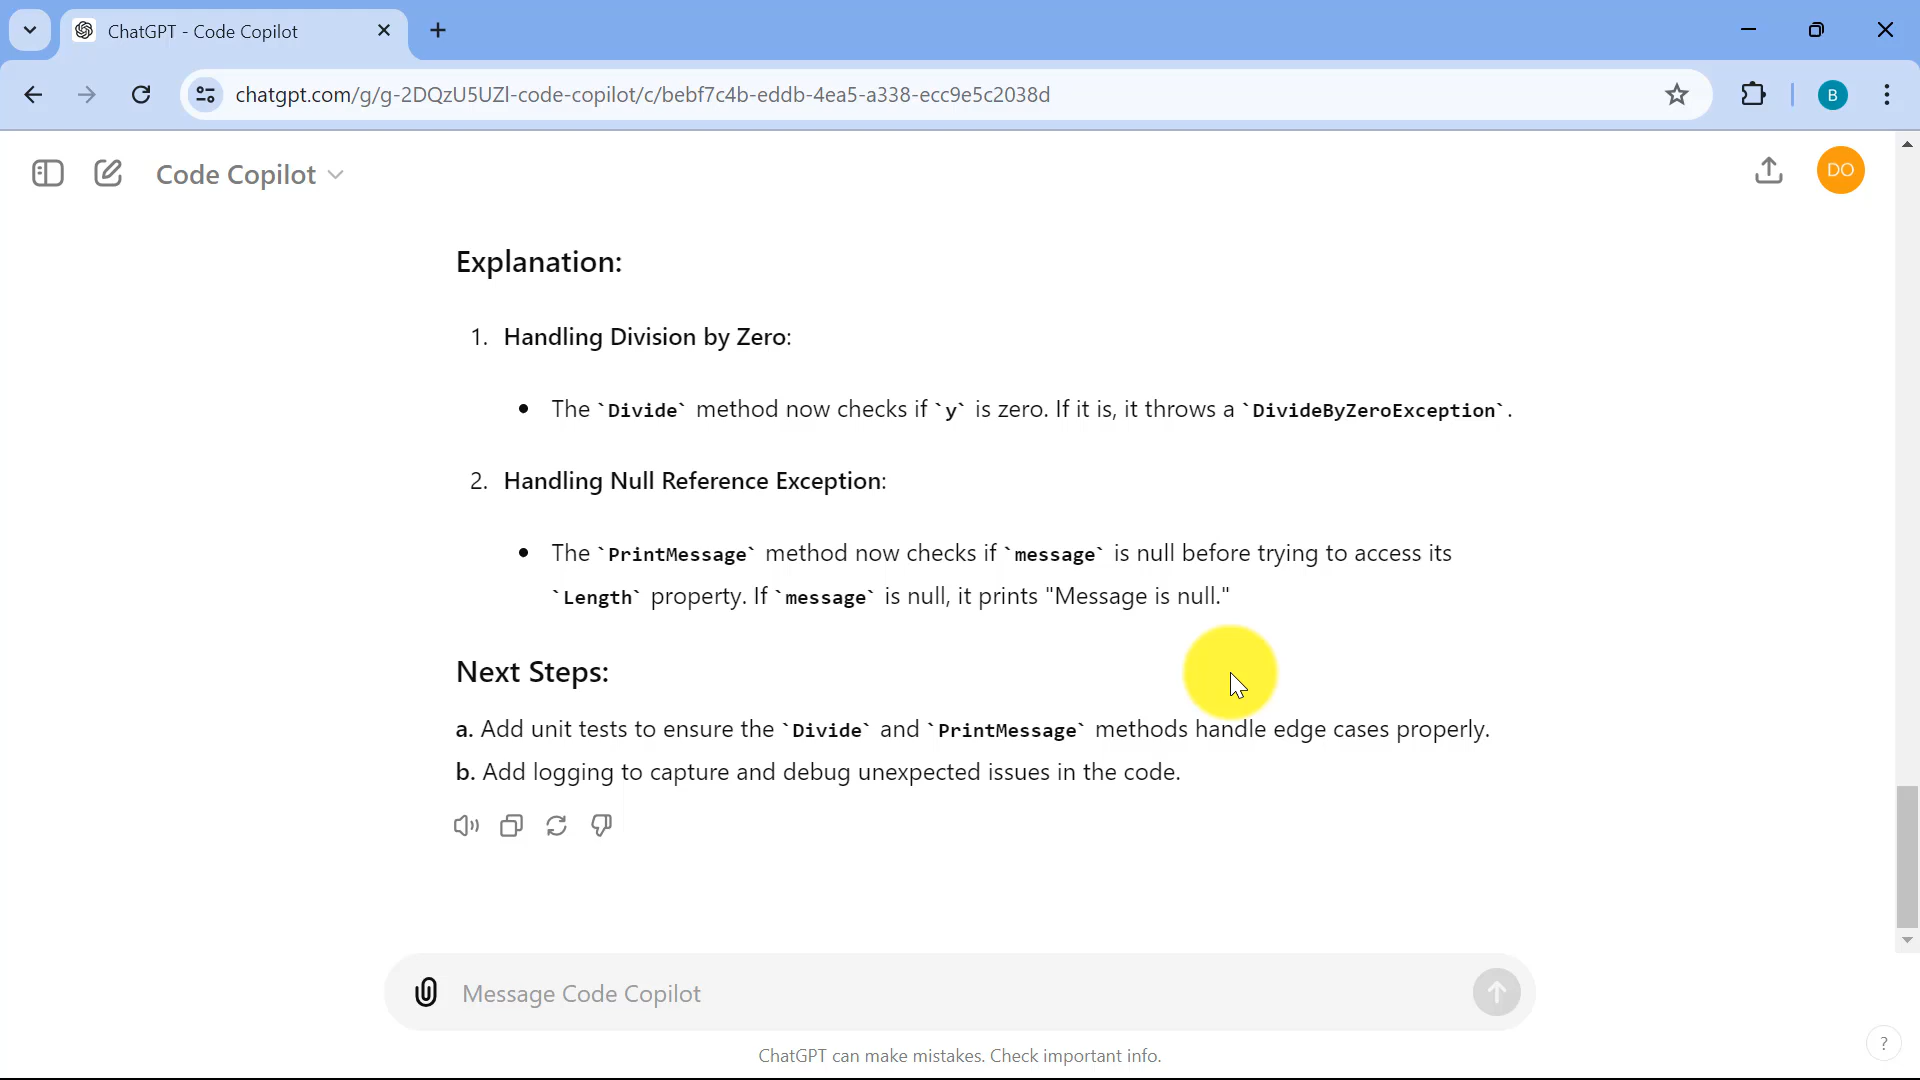 ChatGPT - Code Copilot
chatgpt.com/g/g-2DQzU5UZl-code-copilot/c/bebf7c4b-eddb-4ea5-a338-ecc9e5c2038d
B
Code Copilot
DO
Explanation:
1. Handling Division by Zero:
• The `Divide` method now checks if `y` is zero. If it is, it throws a `DivideByZeroException`.
2. Handling Null Reference Exception:
• The `PrintMessage` method now checks if `message` is null before trying to access its
`Length` property. If `message` is null, it prints "Message is null."
Next Steps:
a. Add unit tests to ensure the `Divide` and `PrintMessage` methods handle edge cases properly.
b. Add logging to capture and debug unexpected issues in the code.
Message Code Copilot
ChatGPT can make mistakes. Check important info.
?